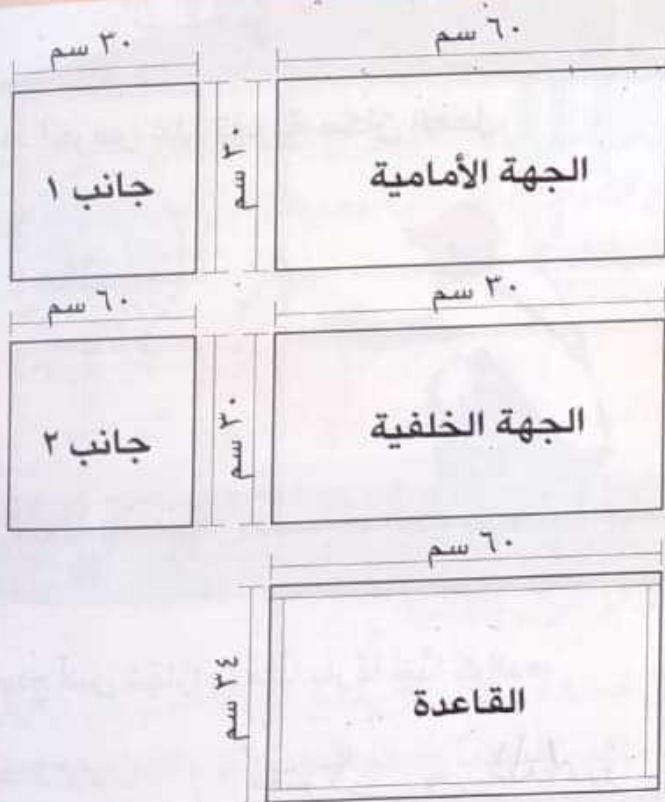 ٦٠ سم
٣٠ سم
الجهة الأمامية
٣٠ سم
جانب ١
٣٠ سم
٦٠ سم
الجهة الخلفية
٣٠ سم
جانب ٢
٦٠ سم
القاعدة
٣٤ سم